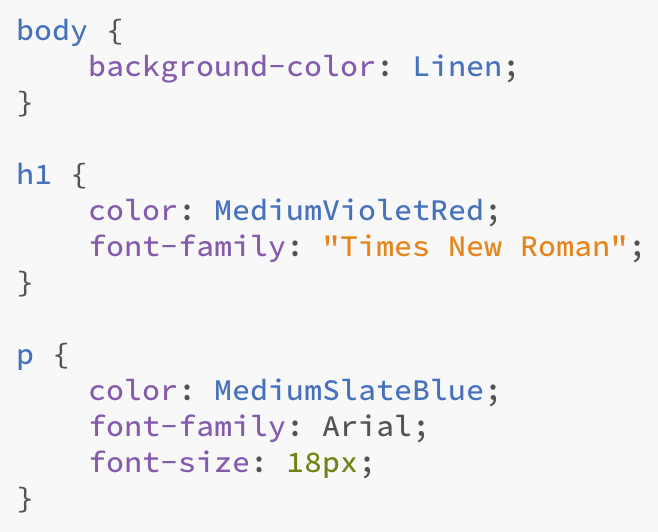 body {
    background-color: Linen;
}

h1 {
    color: MediumVioletRed;
    font-family: "Times New Roman";
}

p {
    color: MediumSlateBlue;
    font-family: Arial;
    font-size: 18px;
}